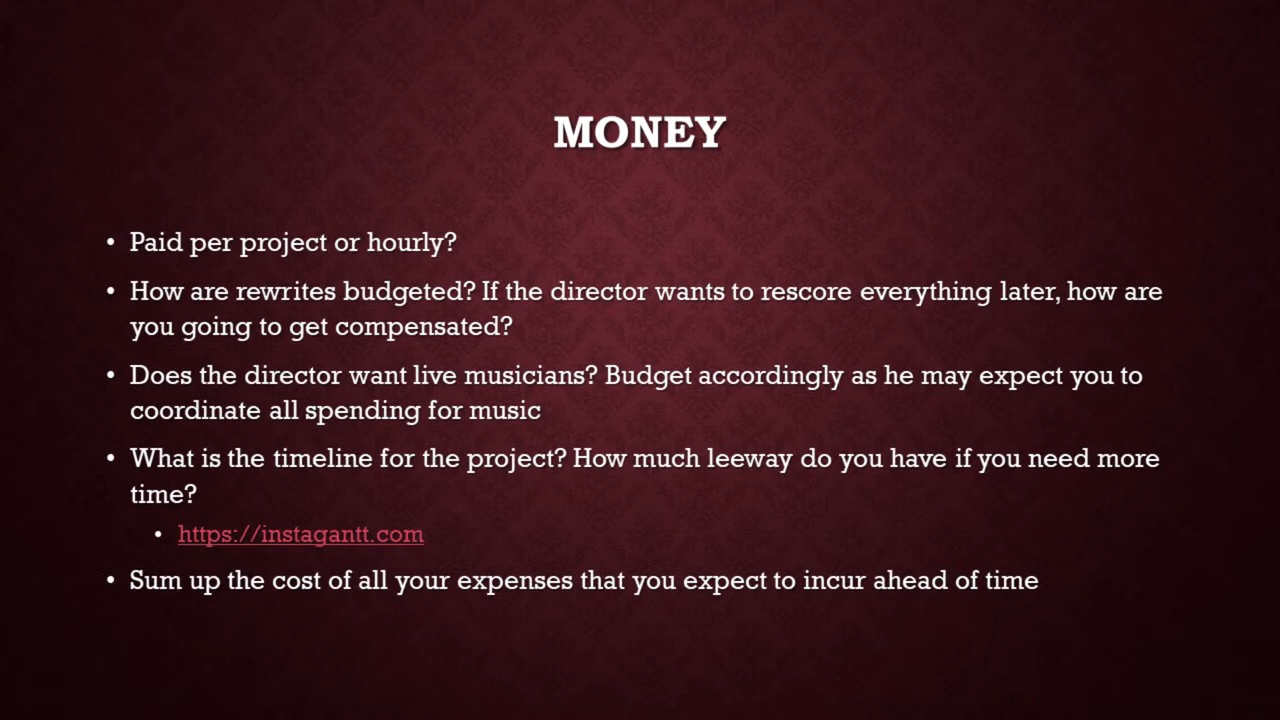 MONEY
• Paid per project or hourly?
• How are rewrites budgeted? If the director wants to rescore everything later, how are
you going to get compensated?
• Does the director want live musicians? Budget accordingly as he may expect you to
coordinate all spending for music
• What is the timeline for the project? How much leeway do you have if you need more
time?
• https://instagantt.com
• Sum up the cost of all your expenses that you expect to incur ahead of time